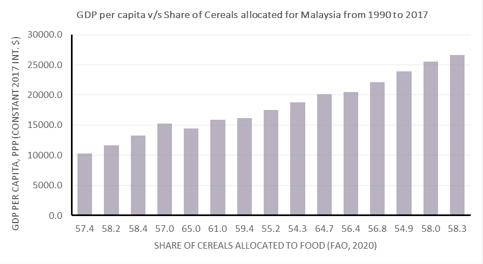 GDP per capita v/s Share of Cereals allocated for Malaysia from 1990 to 2017
GDP PER CAPITA, PPP (CONSTANT 2017 INT. $)
30000.0
25000.0
20000.0
15000.0
10000.0
5000.0
0.0
57.4 58.2 58.4 57.0 65.0 61.0 59.4 55.2 54.3 64.7 56.4 56.8 54.9 58.0 58.3
SHARE OF CEREALS ALLOCATED TO FOOD (FAO, 2020)